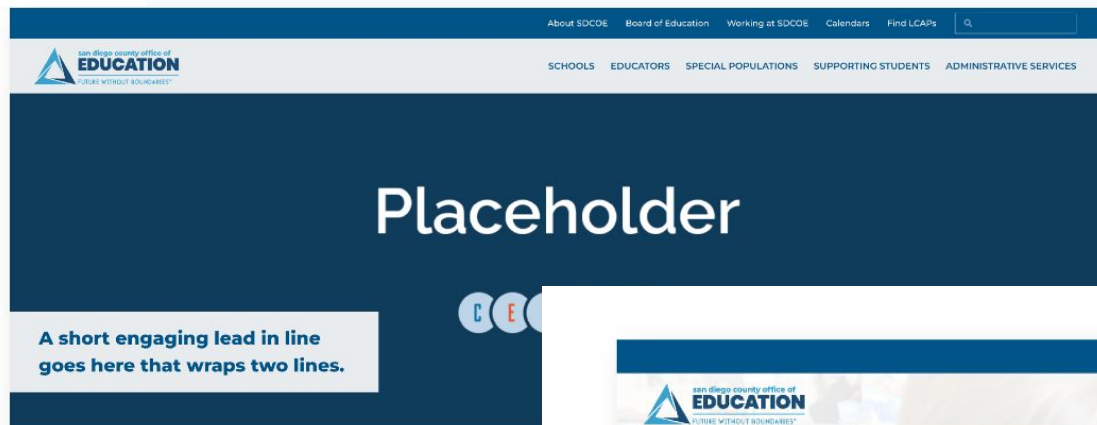 About SDCOE Board of Education Working at SDCOE Calendars Find LCAPs
san diego county office of
EDUCATION
FUTURE WITHOUT BOUNDARIES™
SCHOOLS EDUCATORS SPECIAL POPULATIONS SUPPORTING STUDENTS ADMINISTRATIVE SERVICES
Placeholder
C E
A short engaging lead in line
goes here that wraps two lines.
san diego county office of
EDUCATION
FUTURE WITHOUT BOUNDARIES™